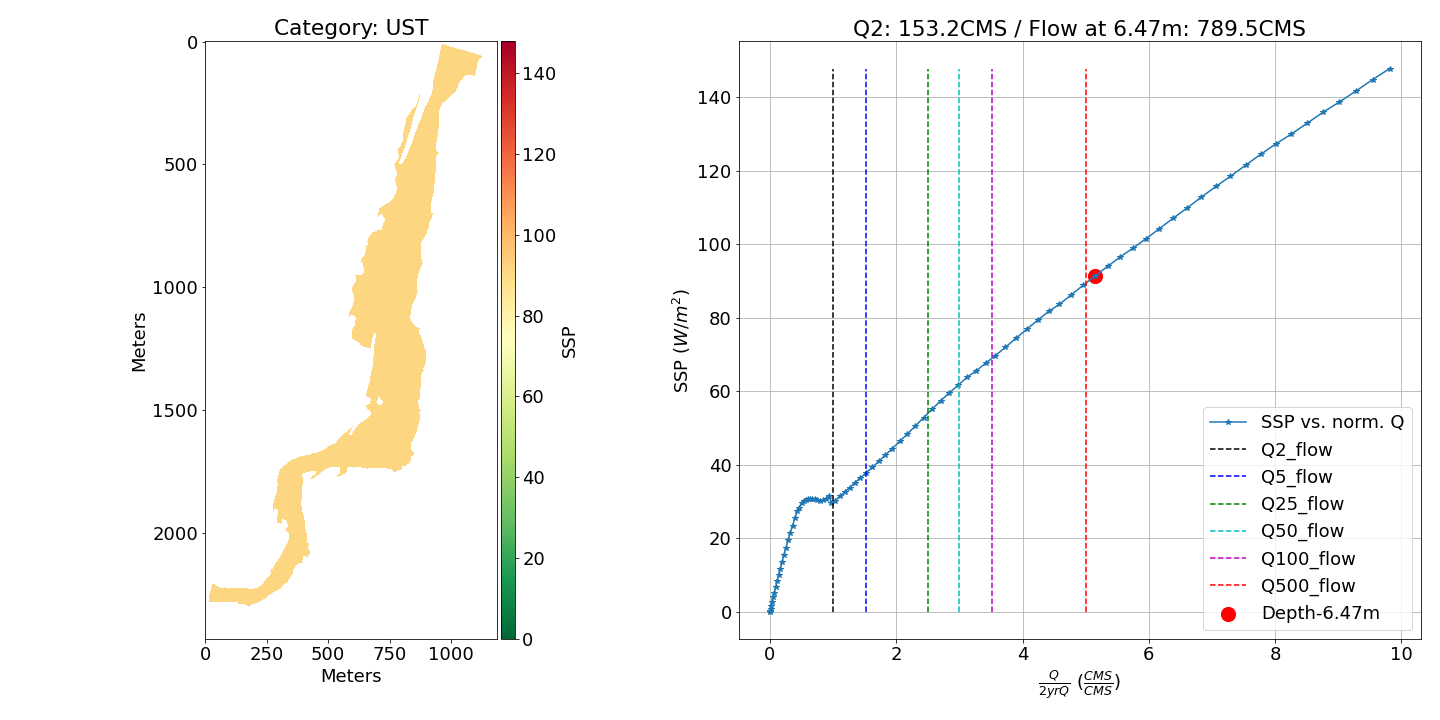 Category: UST
0
500
1000
1500
2000
Meters
0
250
500
750
1000
Meters
140
120
100
80
60
40
20
0
SSP
Q2: 153.2CMS / Flow at 6.47m: 789.5CMS
140
120
100
80
60
40
20
0
SSP (W/m²)
0
2
4
6
8
10
Q/2yrQ (CMS/CMS)
SSP vs. norm. Q
Q2_flow
Q5_flow
Q25_flow
Q50_flow
Q100_flow
Q500_flow
Depth-6.47m